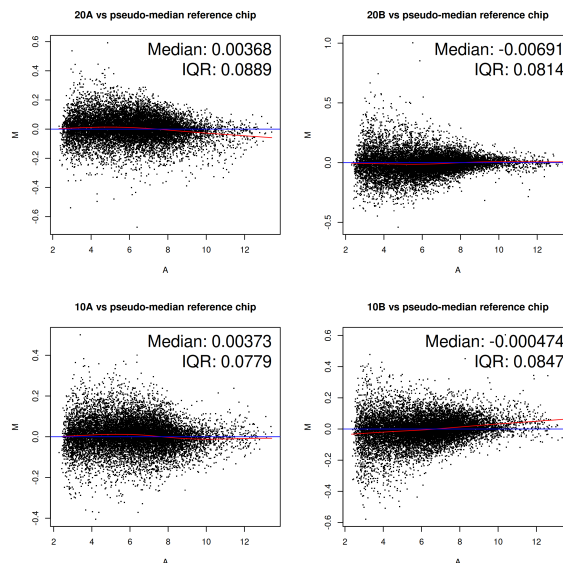 20A vs pseudo-median reference chip
Median: 0.00368
IQR: 0.0889
0.6
0.4
0.2
0.0
-0.2
-0.4
-0.6
M
2 4 6 8 10 12
A
20B vs pseudo-median reference chip
Median: -0.00691
IQR: 0.0814
1.0
0.5
0.0
-0.5
M
2 4 6 8 10 12
A
10A vs pseudo-median reference chip
Median: 0.00373
IQR: 0.0779
0.4
0.2
0.0
-0.2
-0.4
M
2 4 6 8 10 12
A
10B vs pseudo-median reference chip
Median: -0.000474
IQR: 0.0847
0.6
0.4
0.2
0.0
-0.2
-0.4
-0.6
M
2 4 6 8 10 12
A